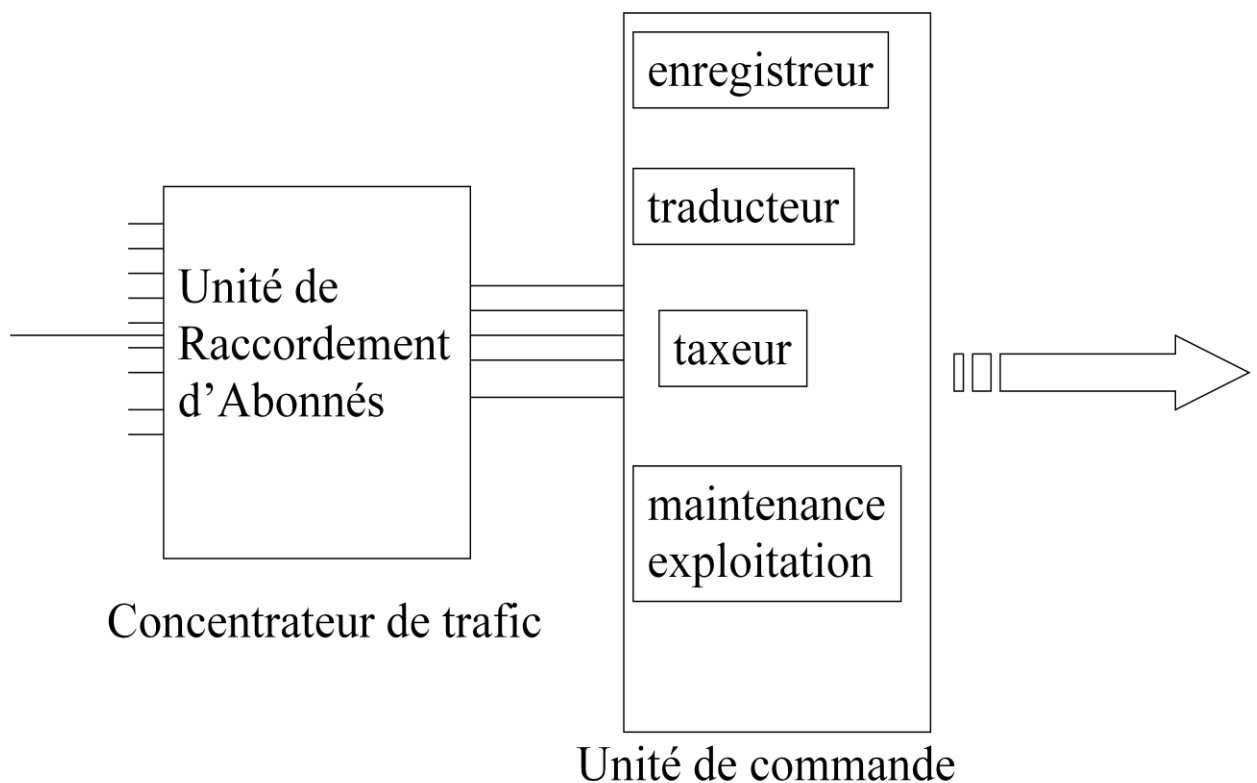 enregistreur
traducteur
Unité de
Raccordement
d’Abonnés
taxeur
maintenance
exploitation
Concentrateur de trafic
Unité de commande